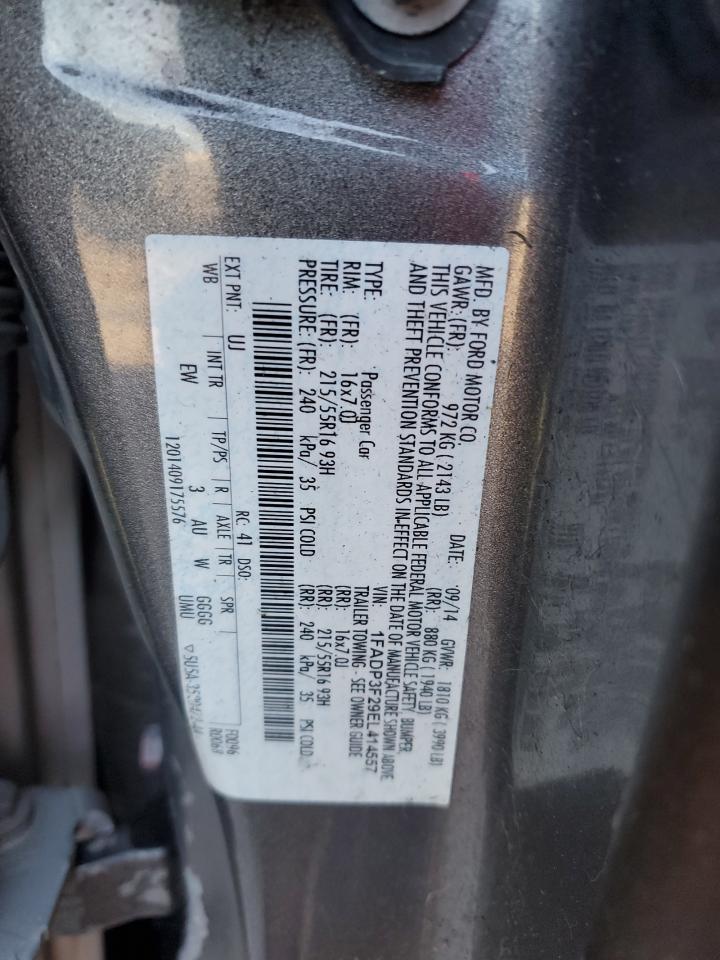 MFD. BY FORD MOTOR CO.
DATE: 09/14 GVWR: 1810 KG ( 3990 LB)
GAWR: (FR): 972 KG ( 2143 LB) (RR): 880 KG ( 1940 LB)
THIS VEHICLE CONFORMS TO ALL APPLICABLE FEDERAL MOTOR VEHICLE SAFETY, BUMPER
AND THEFT PREVENTION STANDARDS IN EFFECT ON THE DATE OF MANUFACTURE SHOWN ABOVE.
VIN: 1FADP3F29EL414557
TYPE: Passenger Car TRAILER TOWING - SEE OWNER GUIDE
RIM: (FR): 16x7.0J (RR): 16x7.0J
TIRE: (FR): 215/55R16 93H (RR): 215/55R16 93H
PRESSURE: (FR): 240 kPa/ 35 PSI COLD (RR): 240 kPa/ 35 PSI COLD
EXT PNT: UJ RC: 41 DSO:
WB INT TR TP/PS R AXLE TR SPR
EW 3 AU W GGGG
UMU
1201409175576